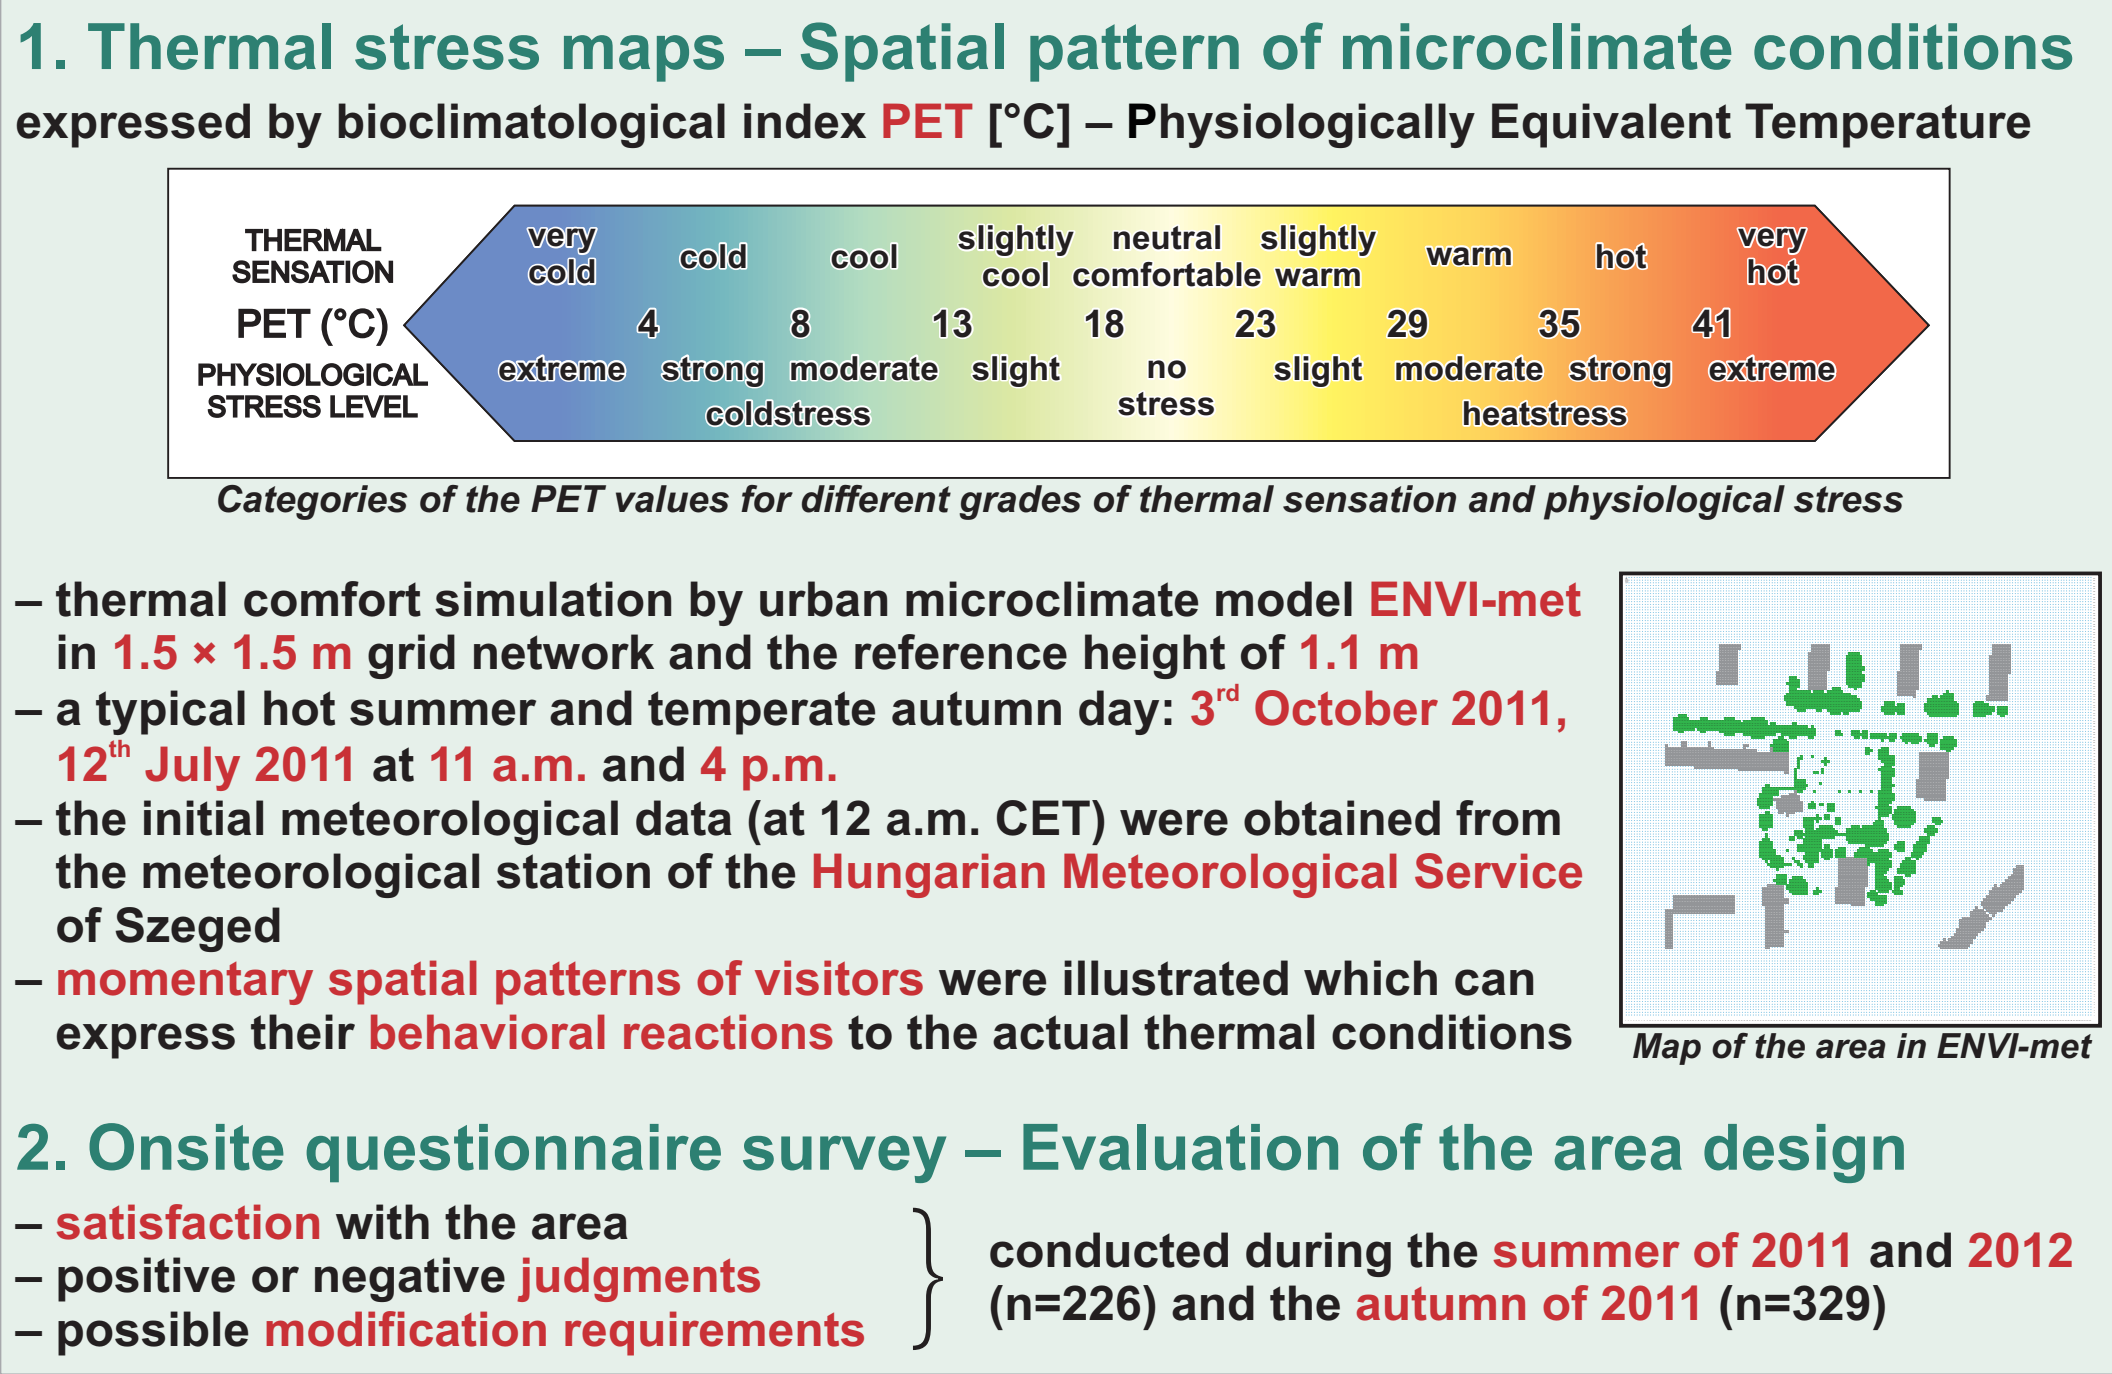 1. Thermal stress maps – Spatial pattern of microclimate conditions
expressed by bioclimatological index PET [°C] – Physiologically Equivalent Temperature
THERMAL SENSATION
very cold
cold
cool
slightly cool
neutral comfortable
slightly warm
warm
hot
very hot
PET (°C)
4 8 13 18 23 29 35 41
PHYSIOLOGICAL STRESS LEVEL
extreme strong moderate slight
no stress
slight moderate strong extreme
coldstress
heatstress
Categories of the PET values for different grades of thermal sensation and physiological stress
– thermal comfort simulation by urban microclimate model ENVI-met
in 1.5 × 1.5 m grid network and the reference height of 1.1 m
– a typical hot summer and temperate autumn day: 3rd October 2011,
12th July 2011 at 11 a.m. and 4 p.m.
– the initial meteorological data (at 12 a.m. CET) were obtained from
the meteorological station of the Hungarian Meteorological Service
of Szeged
– momentary spatial patterns of visitors were illustrated which can
express their behavioral reactions to the actual thermal conditions
Map of the area in ENVI-met
2. Onsite questionnaire survey – Evaluation of the area design
– satisfaction with the area
– positive or negative judgments
– possible modification requirements
conducted during the summer of 2011 and 2012
(n=226) and the autumn of 2011 (n=329)